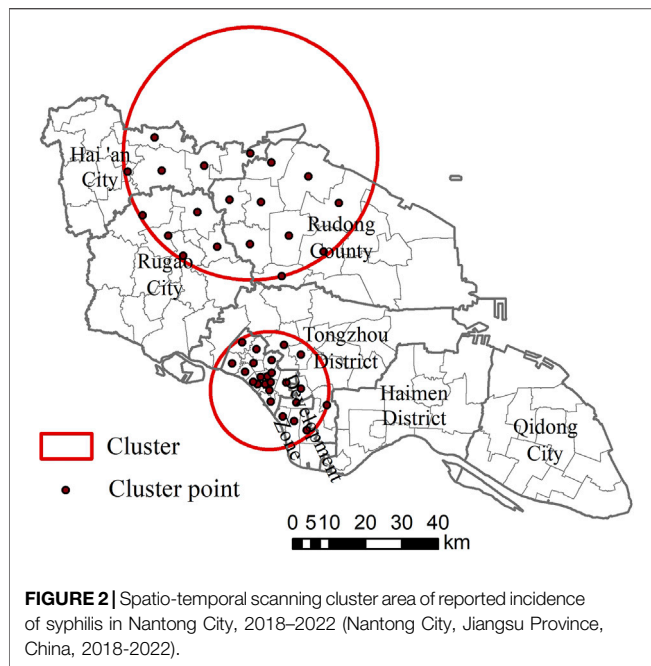 Hai 'an
City
Rudong
County
Rugao
City
Tongzhou
District
Haimen
District
Development
Zone
Qidong
City
Cluster
Cluster point
0 5 10 20 30 40
km
FIGURE 2 | Spatio-temporal scanning cluster area of reported incidence
of syphilis in Nantong City, 2018–2022 (Nantong City, Jiangsu Province,
China, 2018-2022).